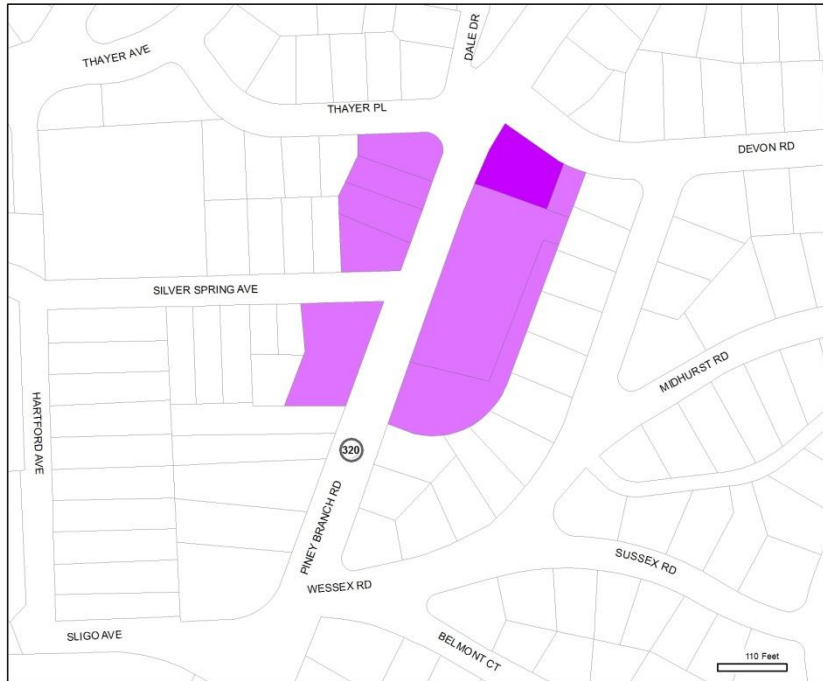 DALE DR
THAYER AVE
THAYER PL
DEVON RD
SILVER SPRING AVE
MIDHURST RD
HARTFORD AVE
320
PINEY BRANCH RD
SUSSEX RD
WESSEX RD
SLIGO AVE
BELMONT CT
110 Feet